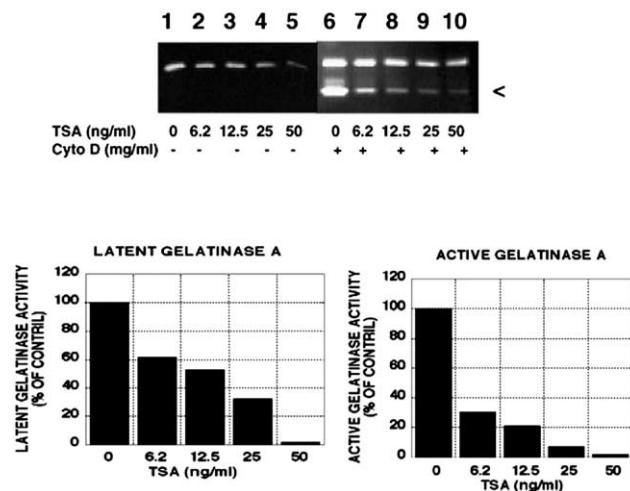 1 2 3 4 5 6 7 8 9 10
<
TSA (ng/ml) 0 6.2 12.5 25 50 0 6.2 12.5 25 50
Cyto D (mg/ml) - - - - - + + + + +
LATENT GELATINASE A
LATENT GELATINASE ACTIVITY
(% OF CONTRIL)
120
100
80
60
40
20
0
0 6.2 12.5 25 50
TSA (ng/ml)
ACTIVE GELATINASE A
ACTIVE GELATINASE ACTIVITY
(% OF CONTRIL)
120
100
80
60
40
20
0
0 6.2 12.5 25 50
TSA (ng/ml)